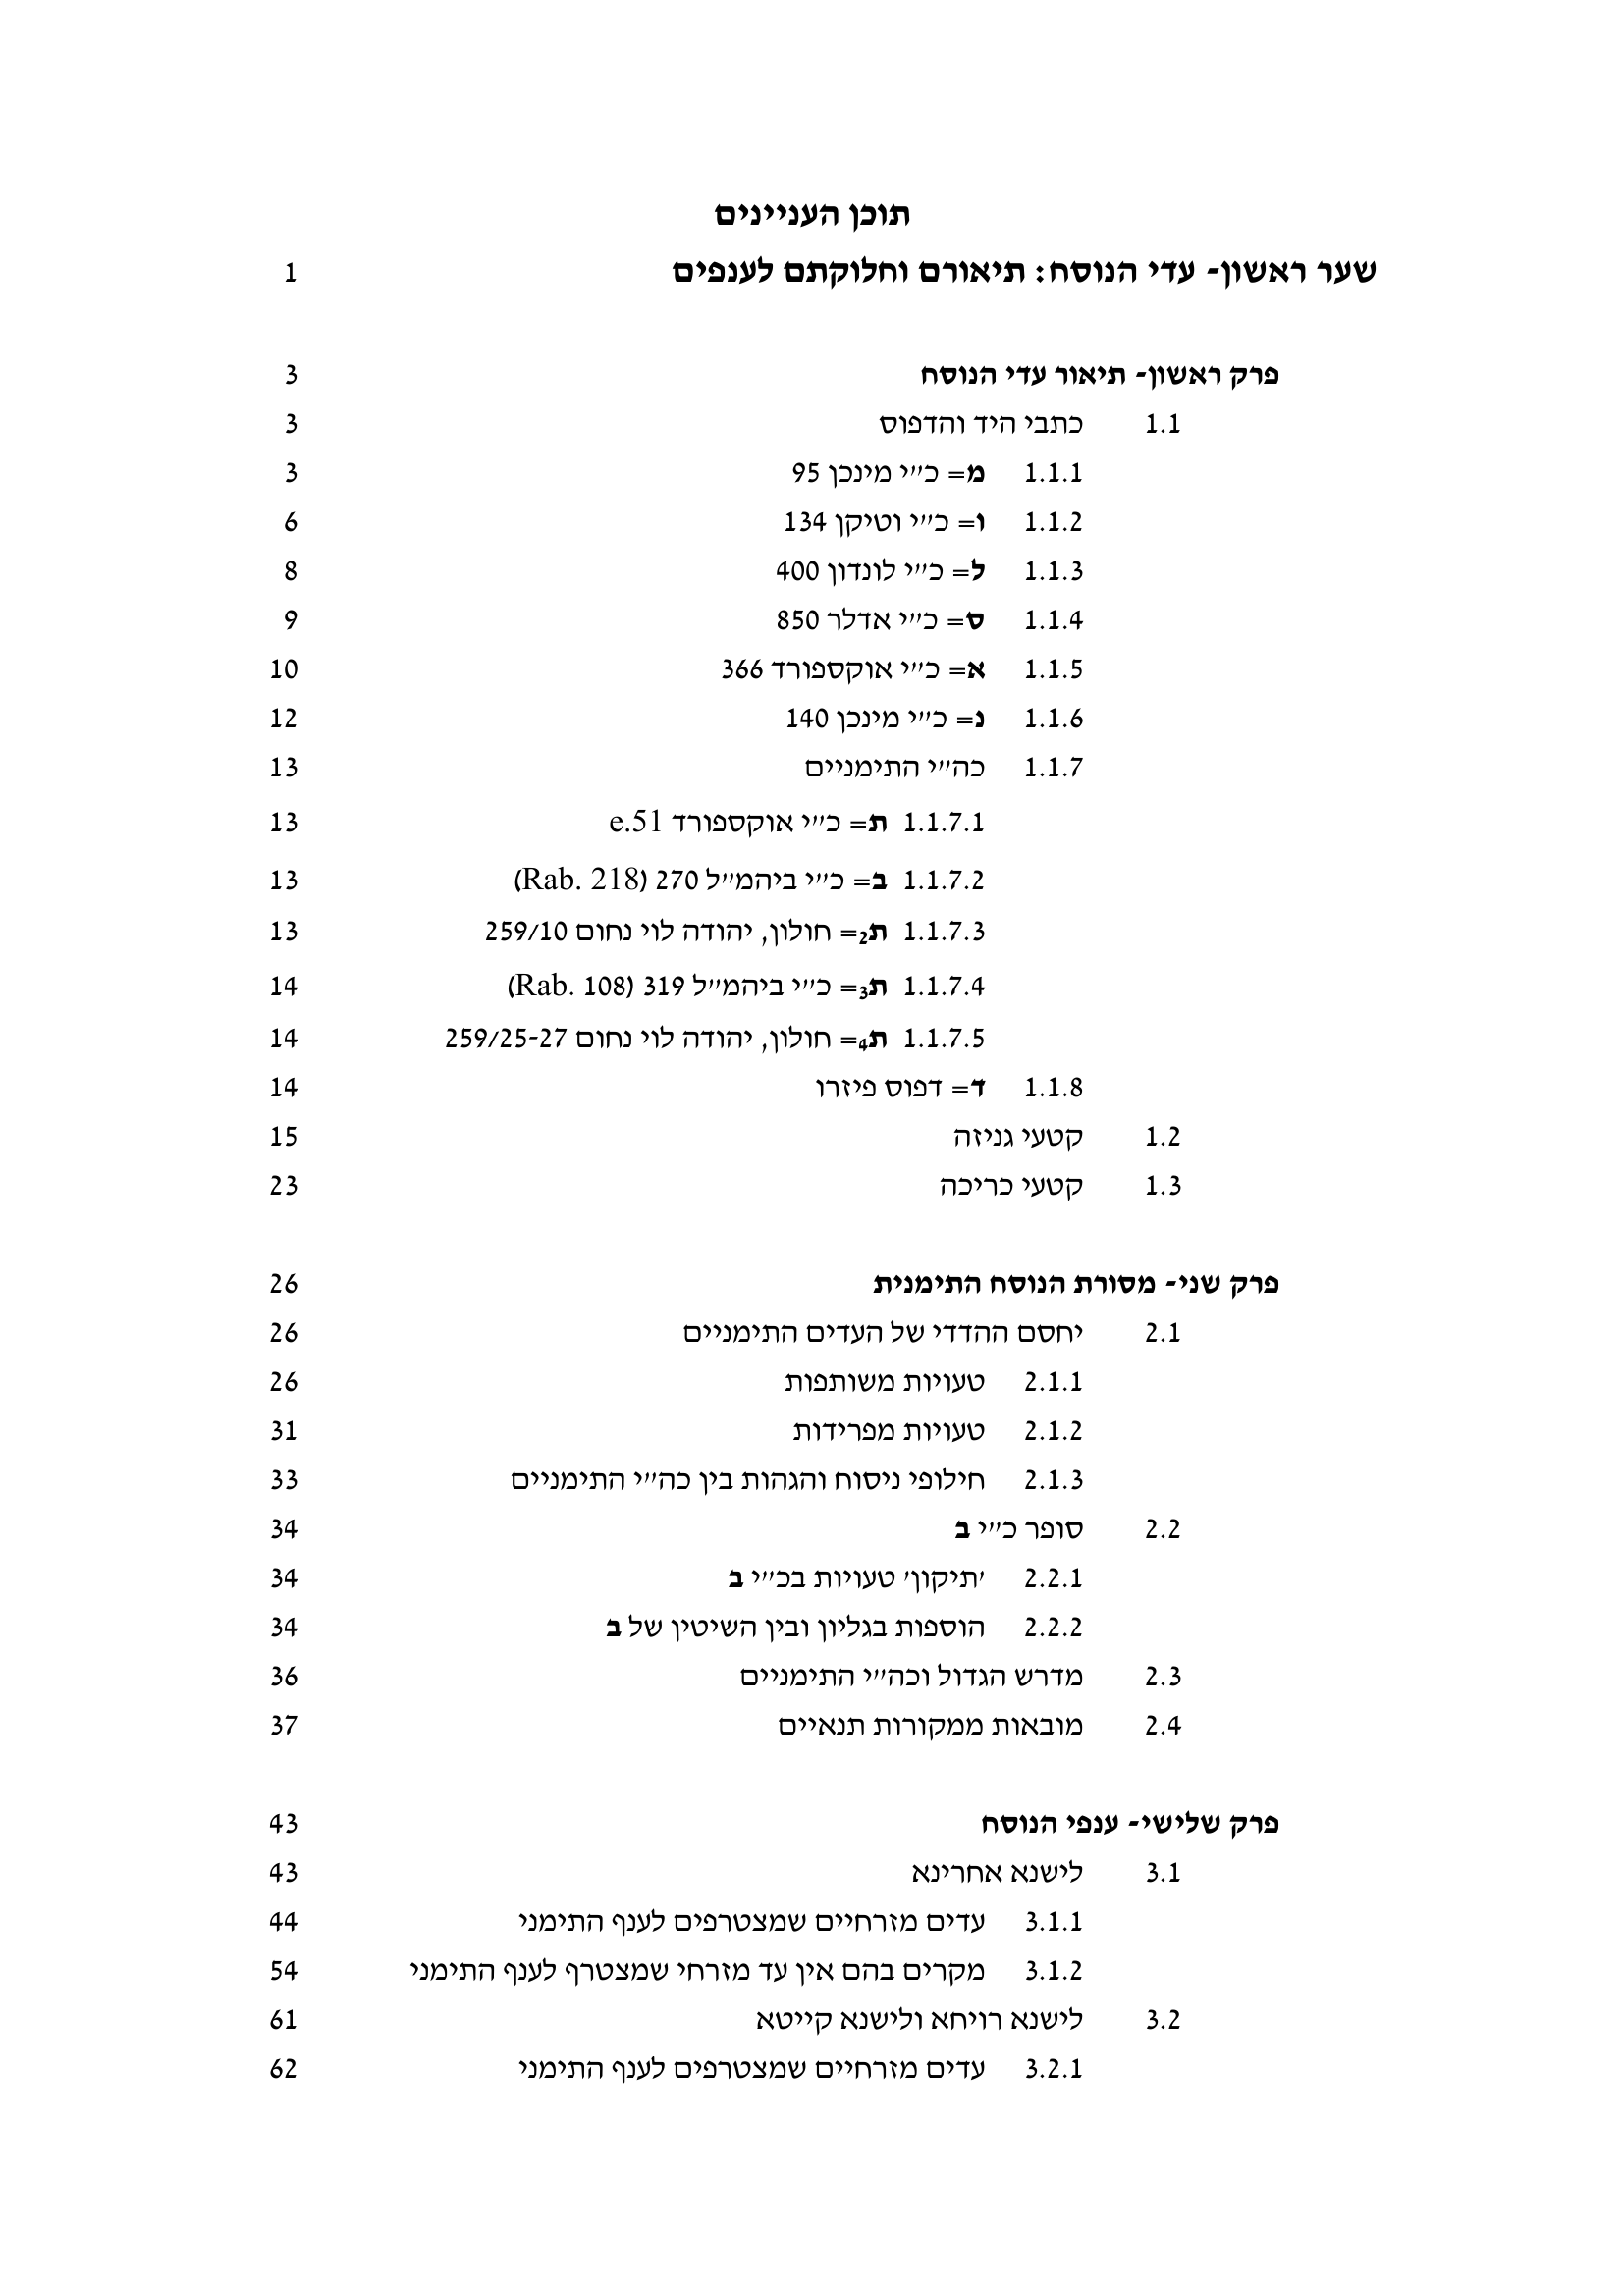 תוכן העניינים
שער ראשון- עדי הנוסח: תיאורם וחלוקתם לענפים 1
פרק ראשון- תיאור עדי הנוסח 3
1.1 כתבי היד והדפוס 3
1.1.1 מ= כ״י מינכן 95 3
1.1.2 ו= כ״י וטיקן 134 6
1.1.3 ל= כ״י לונדון 400 8
1.1.4 ס= כ״י אדלר 850 9
1.1.5 א= כ״י אוקספורד 366 10
1.1.6 נ= כ״י מינכן 140 12
1.1.7 כה״י התימניים 13
1.1.7.1 ת= כ״י אוקספורד e.51 13
1.1.7.2 ב= כ״י ביהמ״ל 270 (Rab. 218) 13
1.1.7.3 ת₂= חולון, יהודה לוי נחום 259/10 13
1.1.7.4 ת₃= כ״י ביהמ״ל 319 (Rab. 108) 14
1.1.7.5 ת₄= חולון, יהודה לוי נחום 259/25-27 14
1.1.8 ד= דפוס פיזרו 14
1.2 קטעי גניזה 15
1.3 קטעי כריכה 23
פרק שני- מסורת הנוסח התימנית 26
2.1 יחסם ההדדי של העדים התימניים 26
2.1.1 טעויות משותפות 26
2.1.2 טעויות מפרידות 31
2.1.3 חילופי ניסוח והגהות בין כה״י התימניים 33
2.2 סופר כ״י ב 34
2.2.1 ׳תיקון׳ טעויות בכ״י ב 34
2.2.2 הוספות בגליון ובין השיטין של ב 34
2.3 מדרש הגדול וכה״י התימניים 36
2.4 מובאות ממקורות תנאיים 37
פרק שלישי- ענפי הנוסח 43
3.1 לישנא אחרינא 43
3.1.1 עדים מזרחיים שמצטרפים לענף התימני 44
3.1.2 מקרים בהם אין עד מזרחי שמצטרף לענף התימני 54
3.2 לישנא רויחא ולישנא קייטא 61
3.2.1 עדים מזרחיים שמצטרפים לענף התימני 62